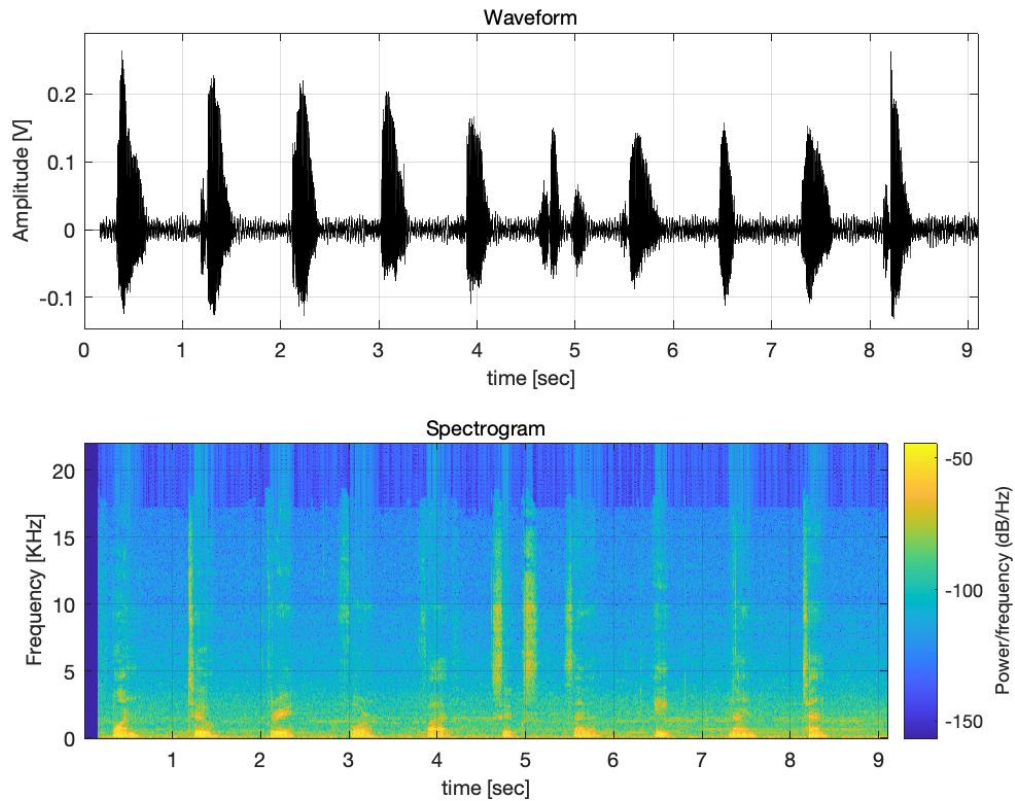 Waveform
Amplitude [V]
0.2
0.1
0
-0.1
0 1 2 3 4 5 6 7 8 9
time [sec]
Spectrogram
Frequency [KHz]
20
15
10
5
0
1 2 3 4 5 6 7 8 9
time [sec]
-50
-100
-150
Power/frequency (dB/Hz)